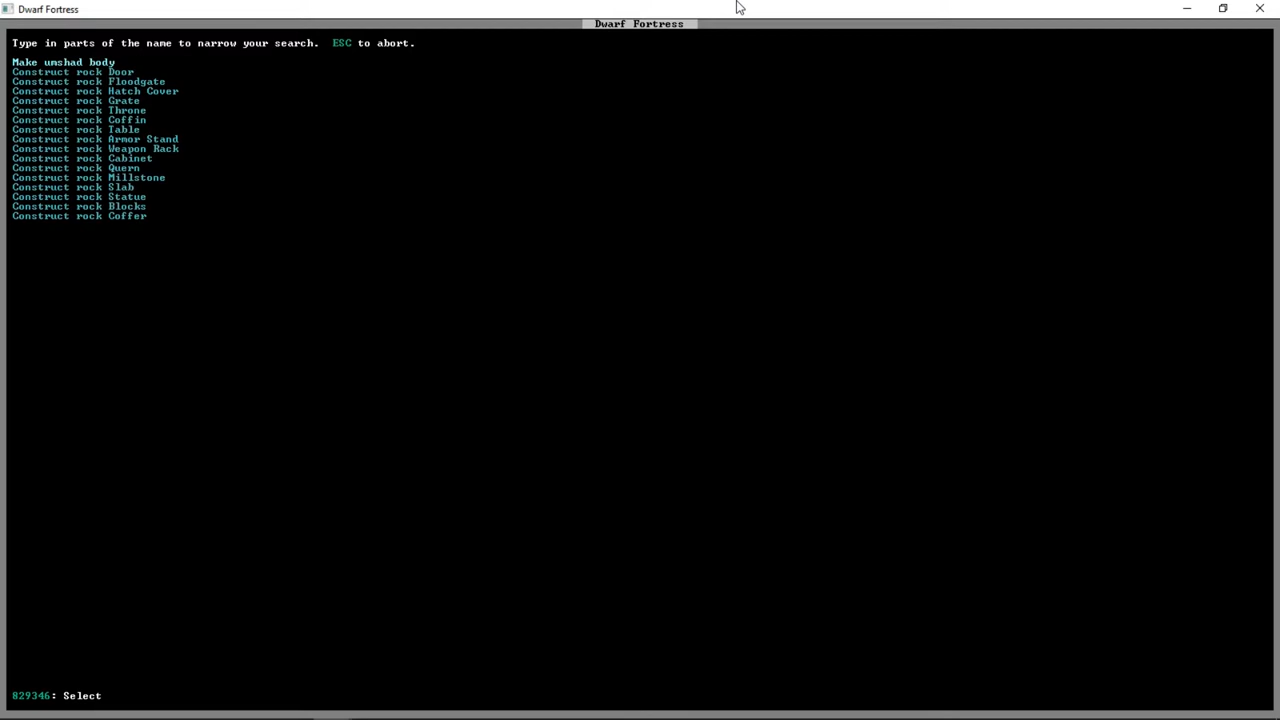 Dwarf Fortress
Dwarf Fortress
Type in parts of the name to narrow your search.  ESC to abort.
Make umshad body
Construct rock Door
Construct rock Floodgate
Construct rock Hatch Cover
Construct rock Grate
Construct rock Throne
Construct rock Coffin
Construct rock Table
Construct rock Armor Stand
Construct rock Weapon Rack
Construct rock Cabinet
Construct rock Quern
Construct rock Millstone
Construct rock Slab
Construct rock Statue
Construct rock Blocks
Construct rock Coffer
829346: Select